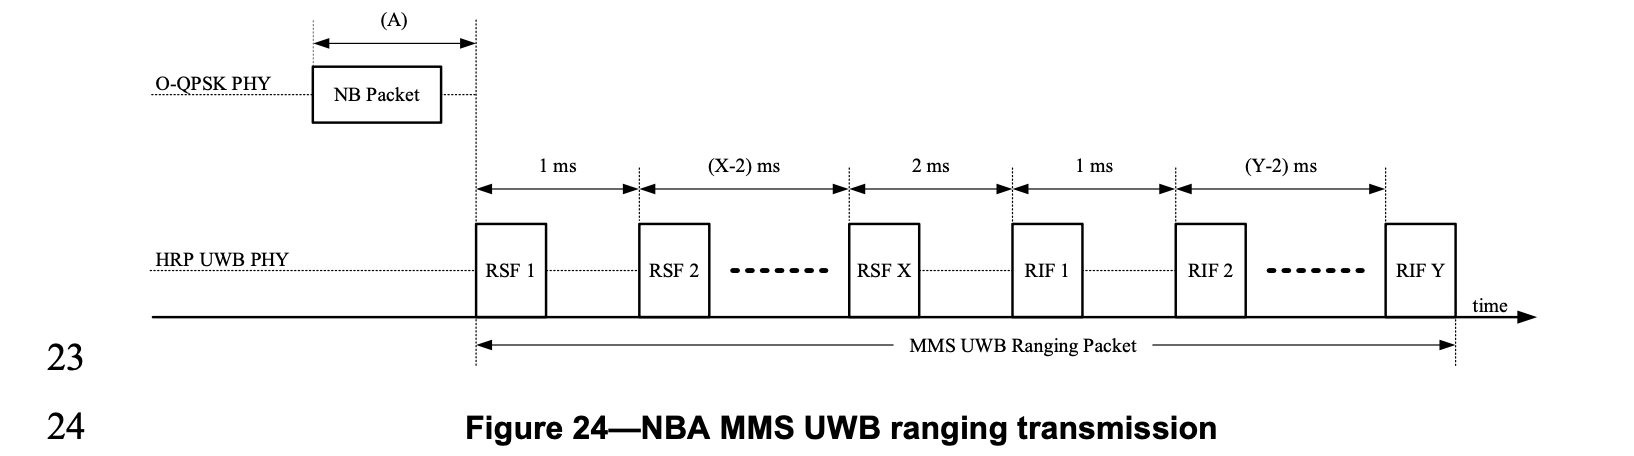 (A)
O-QPSK PHY
NB Packet
1 ms
(X-2) ms
2 ms
1 ms
(Y-2) ms
HRP UWB PHY
RSF 1
RSF 2
RSF X
RIF 1
RIF 2
RIF Y
time
MMS UWB Ranging Packet
23
24
Figure 24—NBA MMS UWB ranging transmission